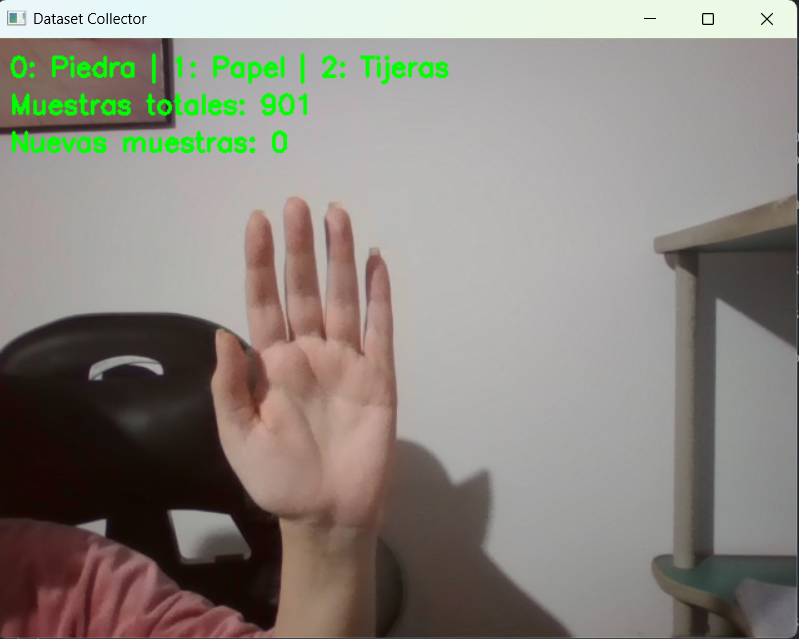 Dataset Collector
0: Piedra | 1: Papel | 2: Tijeras
Muestras totales: 901
Nuevas muestras: 0